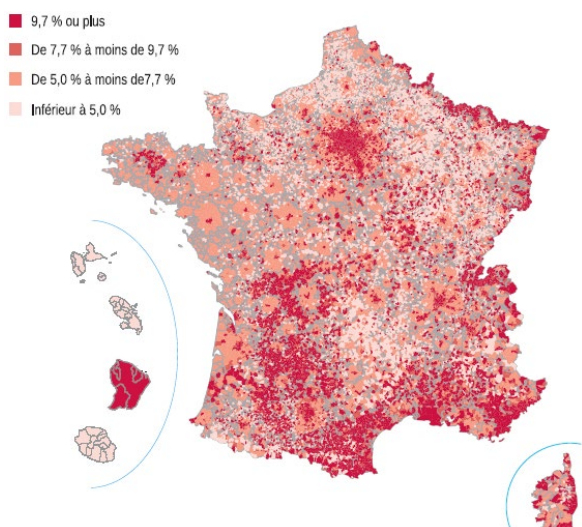 9,7 % ou plus
De 7,7 % à moins de 9,7 %
De 5,0 % à moins de7,7 %
Inférieur à 5,0 %